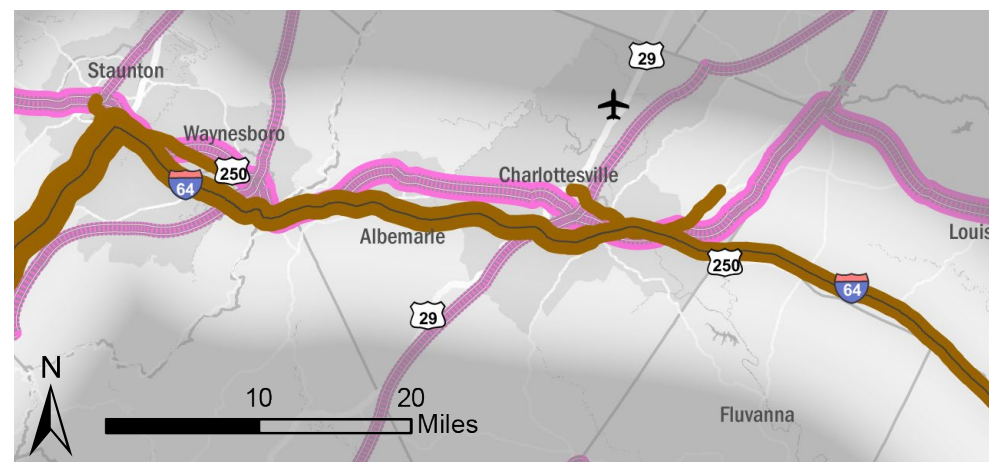 29
Staunton
Waynesboro
250
64
Charlottesville
Albemarle
Louis
250
64
29
N
10
20
Miles
Fluvanna